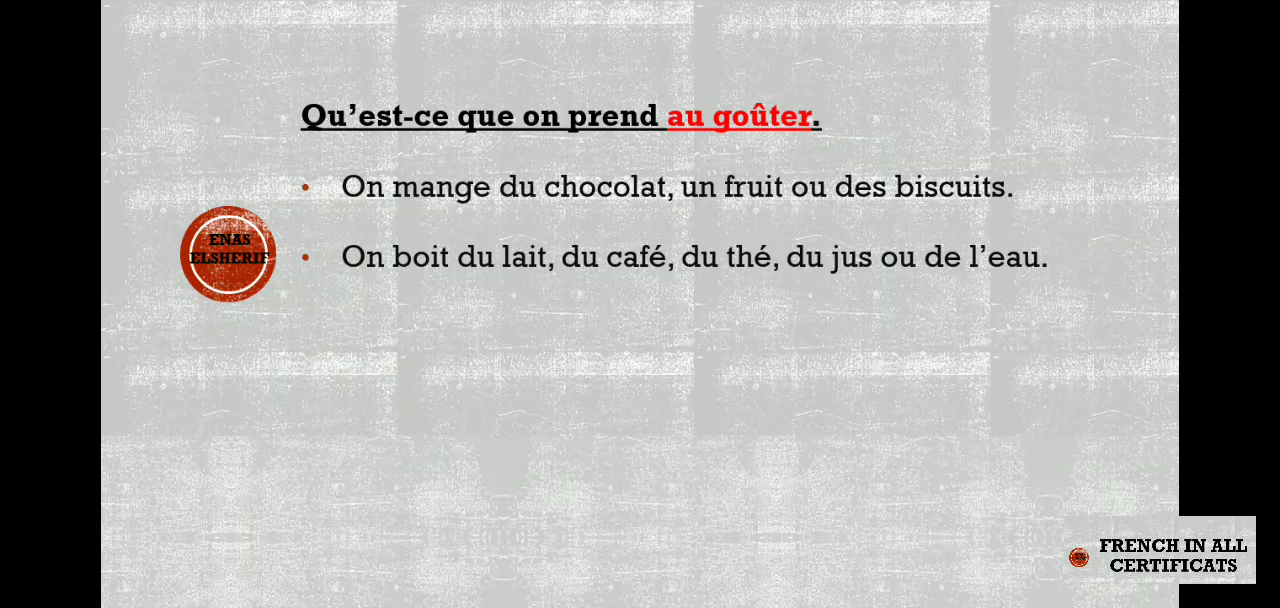 Qu’est-ce que on prend au goûter.
• On mange du chocolat, un fruit ou des biscuits.
• On boit du lait, du café, du thé, du jus ou de l’eau.
ENAS
ELSHERIF
FRENCH IN ALL
CERTIFICATS